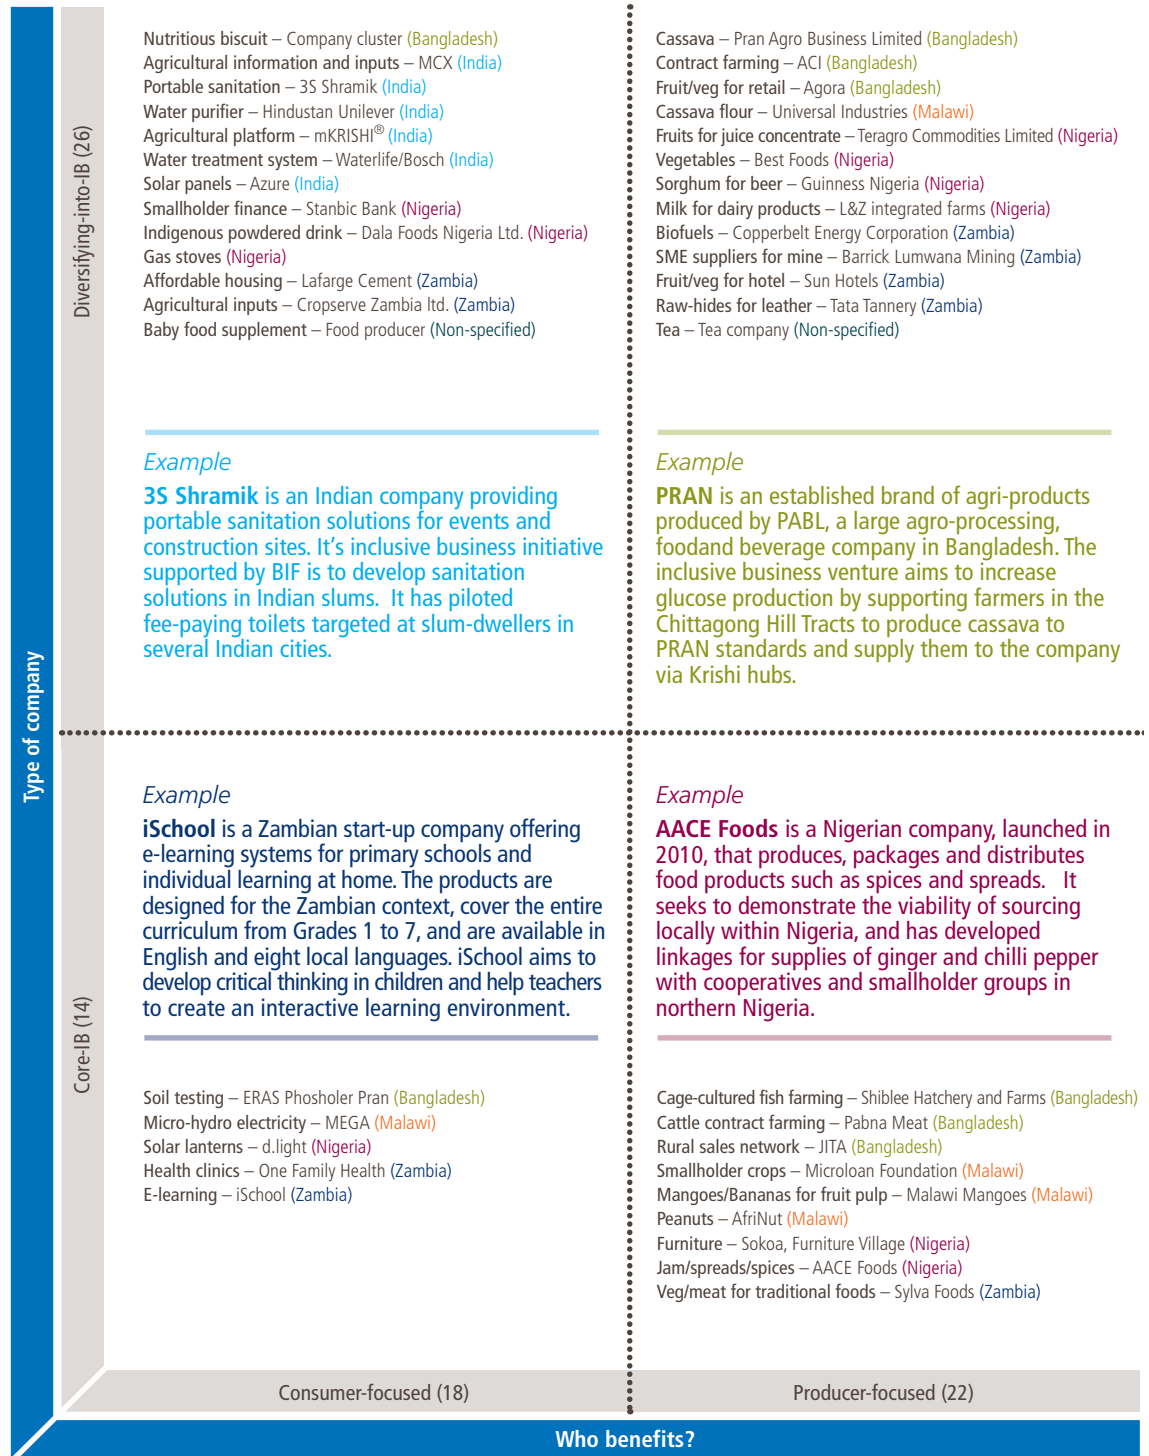 Type of company
Diversifying-into-IB (26)
Nutritious biscuit – Company cluster (Bangladesh)
Agricultural information and inputs – MCX (India)
Portable sanitation – 3S Shramik (India)
Water purifier – Hindustan Unilever (India)
Agricultural platform – mKRISHI® (India)
Water treatment system – Waterlife/Bosch (India)
Solar panels – Azure (India)
Smallholder finance – Stanbic Bank (Nigeria)
Indigenous powdered drink – Dala Foods Nigeria Ltd. (Nigeria)
Gas stoves (Nigeria)
Affordable housing – Lafarge Cement (Zambia)
Agricultural inputs – Cropserve Zambia ltd. (Zambia)
Baby food supplement – Food producer (Non-specified)
Example
3S Shramik is an Indian company providing
portable sanitation solutions for events and
construction sites. It's inclusive business initiative
supported by BIF is to develop sanitation
solutions in Indian slums. It has piloted
fee-paying toilets targeted at slum-dwellers in
several Indian cities.
Cassava – Pran Agro Business Limited (Bangladesh)
Contract farming – ACI (Bangladesh)
Fruit/veg for retail – Agora (Bangladesh)
Cassava flour – Universal Industries (Malawi)
Fruits for juice concentrate – Teragro Commodities Limited (Nigeria)
Vegetables – Best Foods (Nigeria)
Sorghum for beer – Guinness Nigeria (Nigeria)
Milk for dairy products – L&Z integrated farms (Nigeria)
Biofuels – Copperbelt Energy Corporation (Zambia)
SME suppliers for mine – Barrick Lumwana Mining (Zambia)
Fruit/veg for hotel – Sun Hotels (Zambia)
Raw-hides for leather – Tata Tannery (Zambia)
Tea – Tea company (Non-specified)
Example
PRAN is an established brand of agri-products
produced by PABL, a large agro-processing,
foodand beverage company in Bangladesh. The
inclusive business venture aims to increase
glucose production by supporting farmers in the
Chittagong Hill Tracts to produce cassava to
PRAN standards and supply them to the company
via Krishi hubs.
Core-IB (14)
Example
iSchool is a Zambian start-up company offering
e-learning systems for primary schools and
individual learning at home. The products are
designed for the Zambian context, cover the entire
curriculum from Grades 1 to 7, and are available in
English and eight local languages. iSchool aims to
develop critical thinking in children and help teachers
to create an interactive learning environment.
Soil testing – ERAS Phosholer Pran (Bangladesh)
Micro-hydro electricity – MEGA (Malawi)
Solar lanterns – d.light (Nigeria)
Health clinics – One Family Health (Zambia)
E-learning – iSchool (Zambia)
Example
AACE Foods is a Nigerian company, launched in
2010, that produces, packages and distributes
food products such as spices and spreads. It
seeks to demonstrate the viability of sourcing
locally within Nigeria, and has developed
linkages for supplies of ginger and chilli pepper
with cooperatives and smallholder groups in
northern Nigeria.
Cage-cultured fish farming – Shiblee Hatchery and Farms (Bangladesh)
Cattle contract farming – Pabna Meat (Bangladesh)
Rural sales network – JITA (Bangladesh)
Smallholder crops – Microloan Foundation (Malawi)
Mangoes/Bananas for fruit pulp – Malawi Mangoes (Malawi)
Peanuts – AfriNut (Malawi)
Furniture – Sokoa, Furniture Village (Nigeria)
Jam/spreads/spices – AACE Foods (Nigeria)
Veg/meat for traditional foods – Sylva Foods (Zambia)
Consumer-focused (18)
Producer-focused (22)
Who benefits?